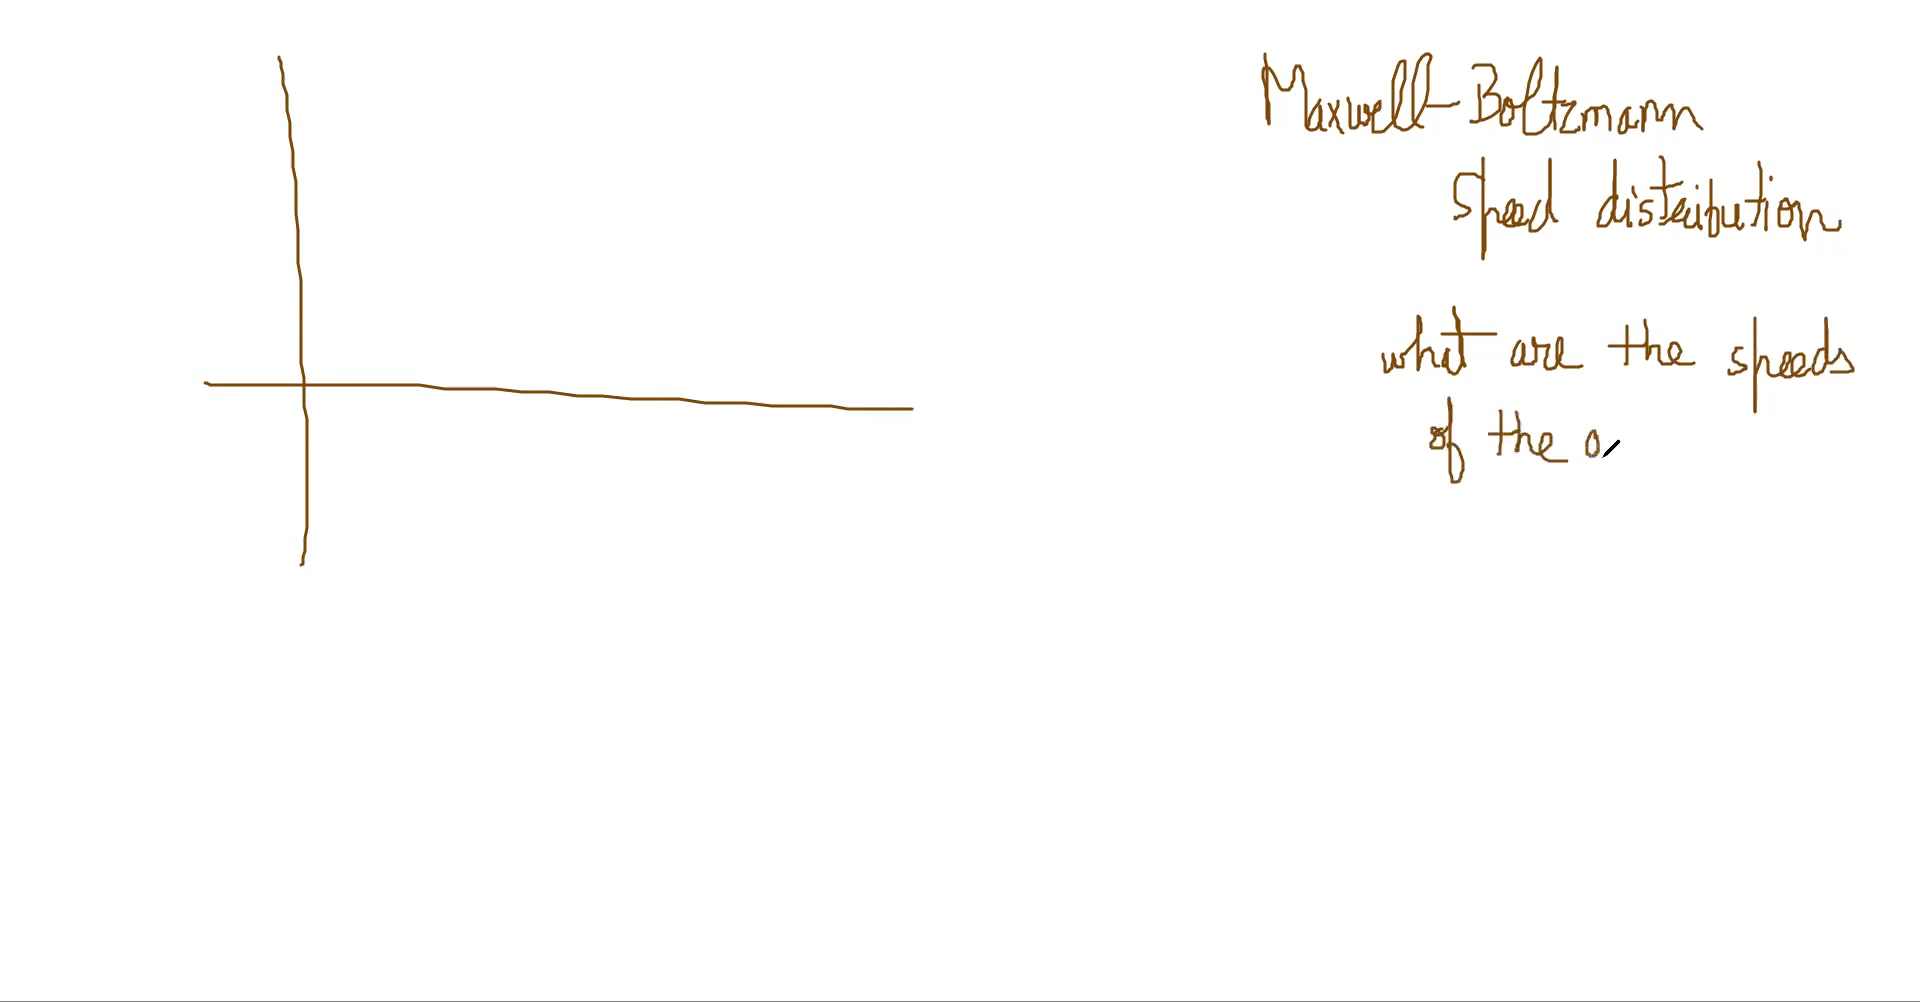 Maxwell-Boltzmann
Speed distribution
what are the speeds
of the a